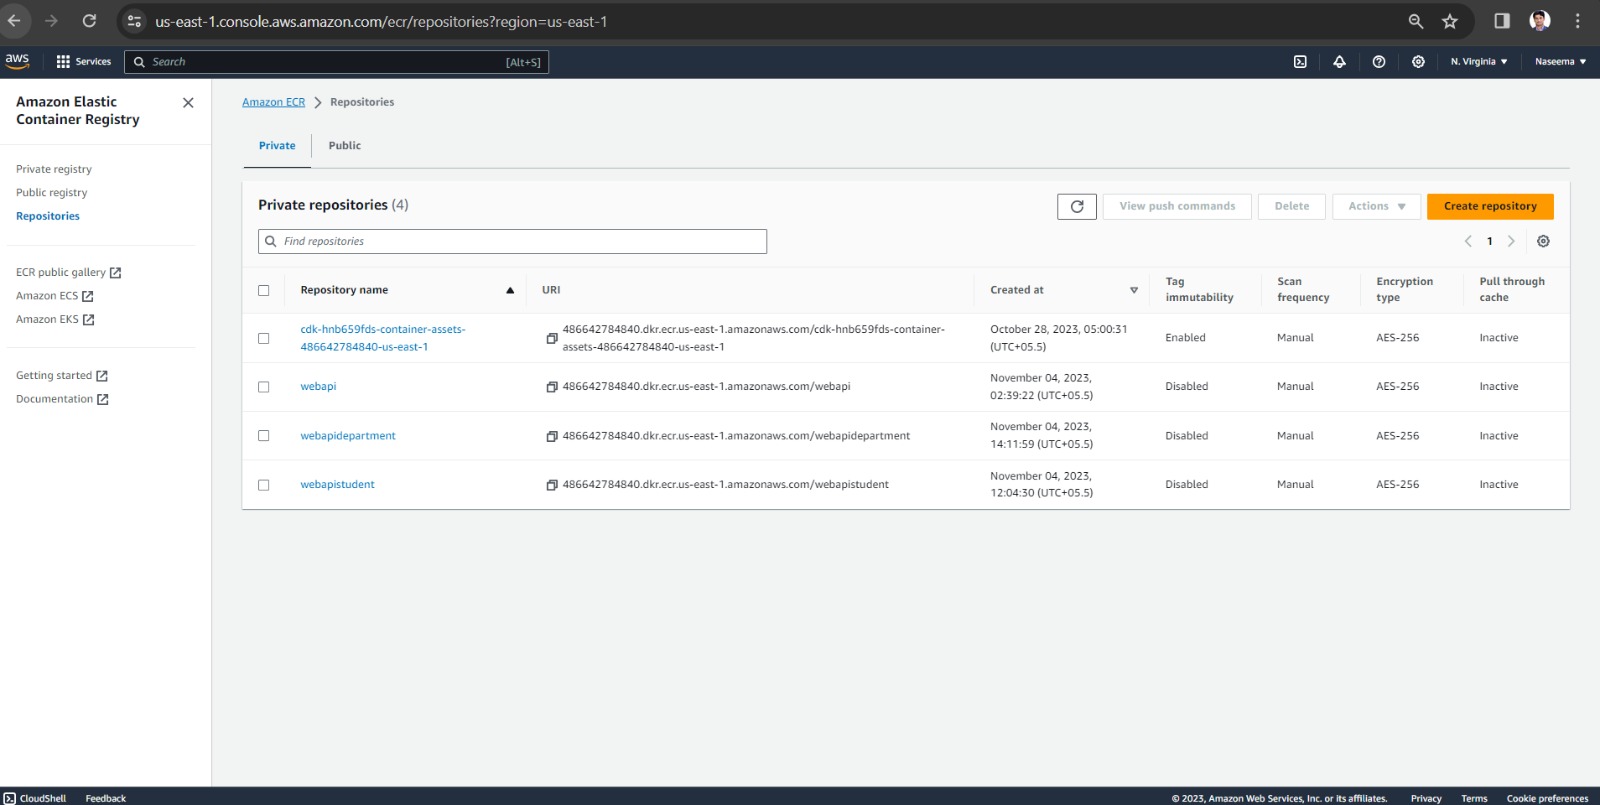 us-east-1.console.aws.amazon.com/ecr/repositories?region=us-east-1
aws
Services
Search
[Alt+S]
N. Virginia
Naseema
Amazon Elastic
Container Registry
Private registry
Public registry
Repositories
ECR public gallery
Amazon ECS
Amazon EKS
Getting started
Documentation
Amazon ECR
Repositories
Private
Public
Private repositories (4)
View push commands
Delete
Actions
Create repository
Find repositories
1
Repository name
URI
Created at
Tag
immutability
Scan
frequency
Encryption
type
Pull through
cache
cdk-hnb659fds-container-assets-
486642784840-us-east-1
486642784840.dkr.ecr.us-east-1.amazonaws.com/cdk-hnb659fds-container-
assets-486642784840-us-east-1
October 28, 2023, 05:00:31
(UTC+05.5)
Enabled
Manual
AES-256
Inactive
webapi
486642784840.dkr.ecr.us-east-1.amazonaws.com/webapi
November 04, 2023,
02:39:22 (UTC+05.5)
Disabled
Manual
AES-256
Inactive
webapidepartment
486642784840.dkr.ecr.us-east-1.amazonaws.com/webapidepartment
November 04, 2023,
14:11:59 (UTC+05.5)
Disabled
Manual
AES-256
Inactive
webapistudent
486642784840.dkr.ecr.us-east-1.amazonaws.com/webapistudent
November 04, 2023,
12:04:30 (UTC+05.5)
Disabled
Manual
AES-256
Inactive
CloudShell
Feedback
© 2023, Amazon Web Services, Inc. or its affiliates.
Privacy
Terms
Cookie preferences